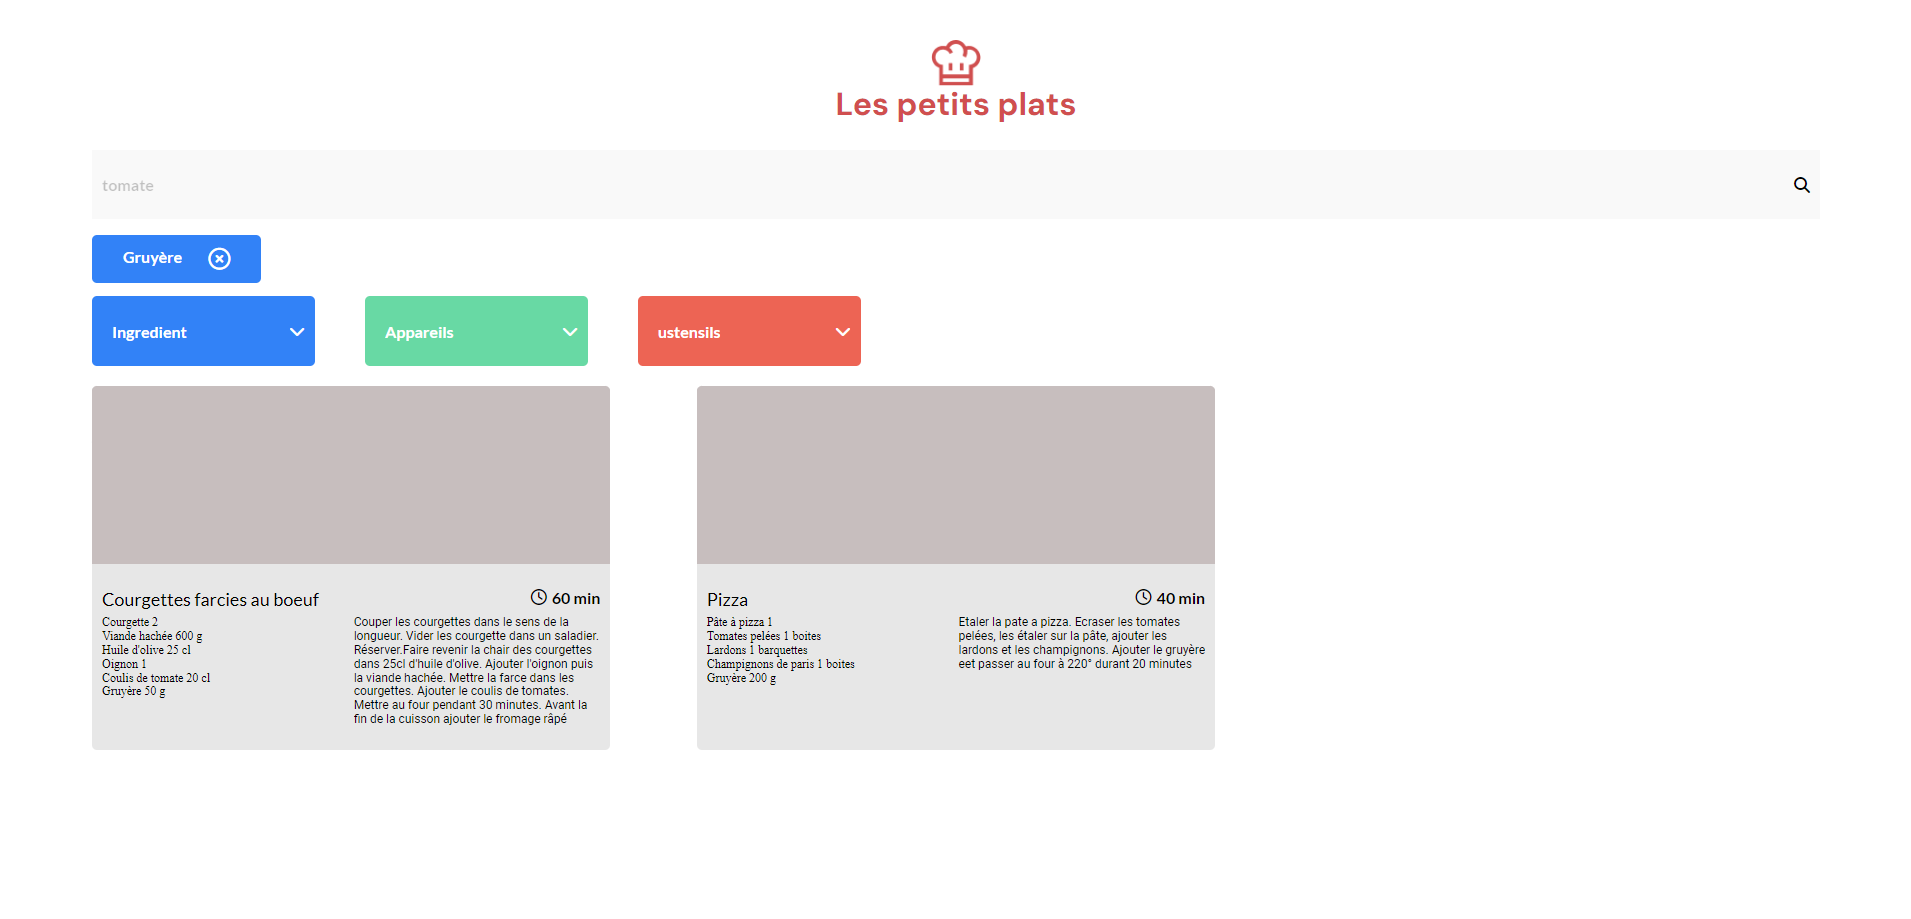 Les petits plats
tomate
Gruyère
Ingredient
Appareils
ustensils
Courgettes farcies au boeuf
60 min
Courgette 2
Viande hachée 600 g
Huile d'olive 25 cl
Oignon 1
Coulis de tomate 20 cl
Gruyère 50 g
Couper les courgettes dans le sens de la
longueur. Vider les courgette dans un saladier.
Réserver.Faire revenir la chair des courgettes
dans 25cl d'huile d'olive. Ajouter l'oignon puis
la viande hachée. Mettre la farce dans les
courgettes. Ajouter le coulis de tomates.
Mettre au four pendant 30 minutes. Avant la
fin de la cuisson ajouter le fromage râpé
Pizza
40 min
Pâte à pizza 1
Tomates pelées 1 boites
Lardons 1 barquettes
Champignons de paris 1 boites
Gruyère 200 g
Etaler la pate a pizza. Ecraser les tomates
pelées, les étaler sur la pâte, ajouter les
lardons et les champignons. Ajouter le gruyère
eet passer au four à 220° durant 20 minutes